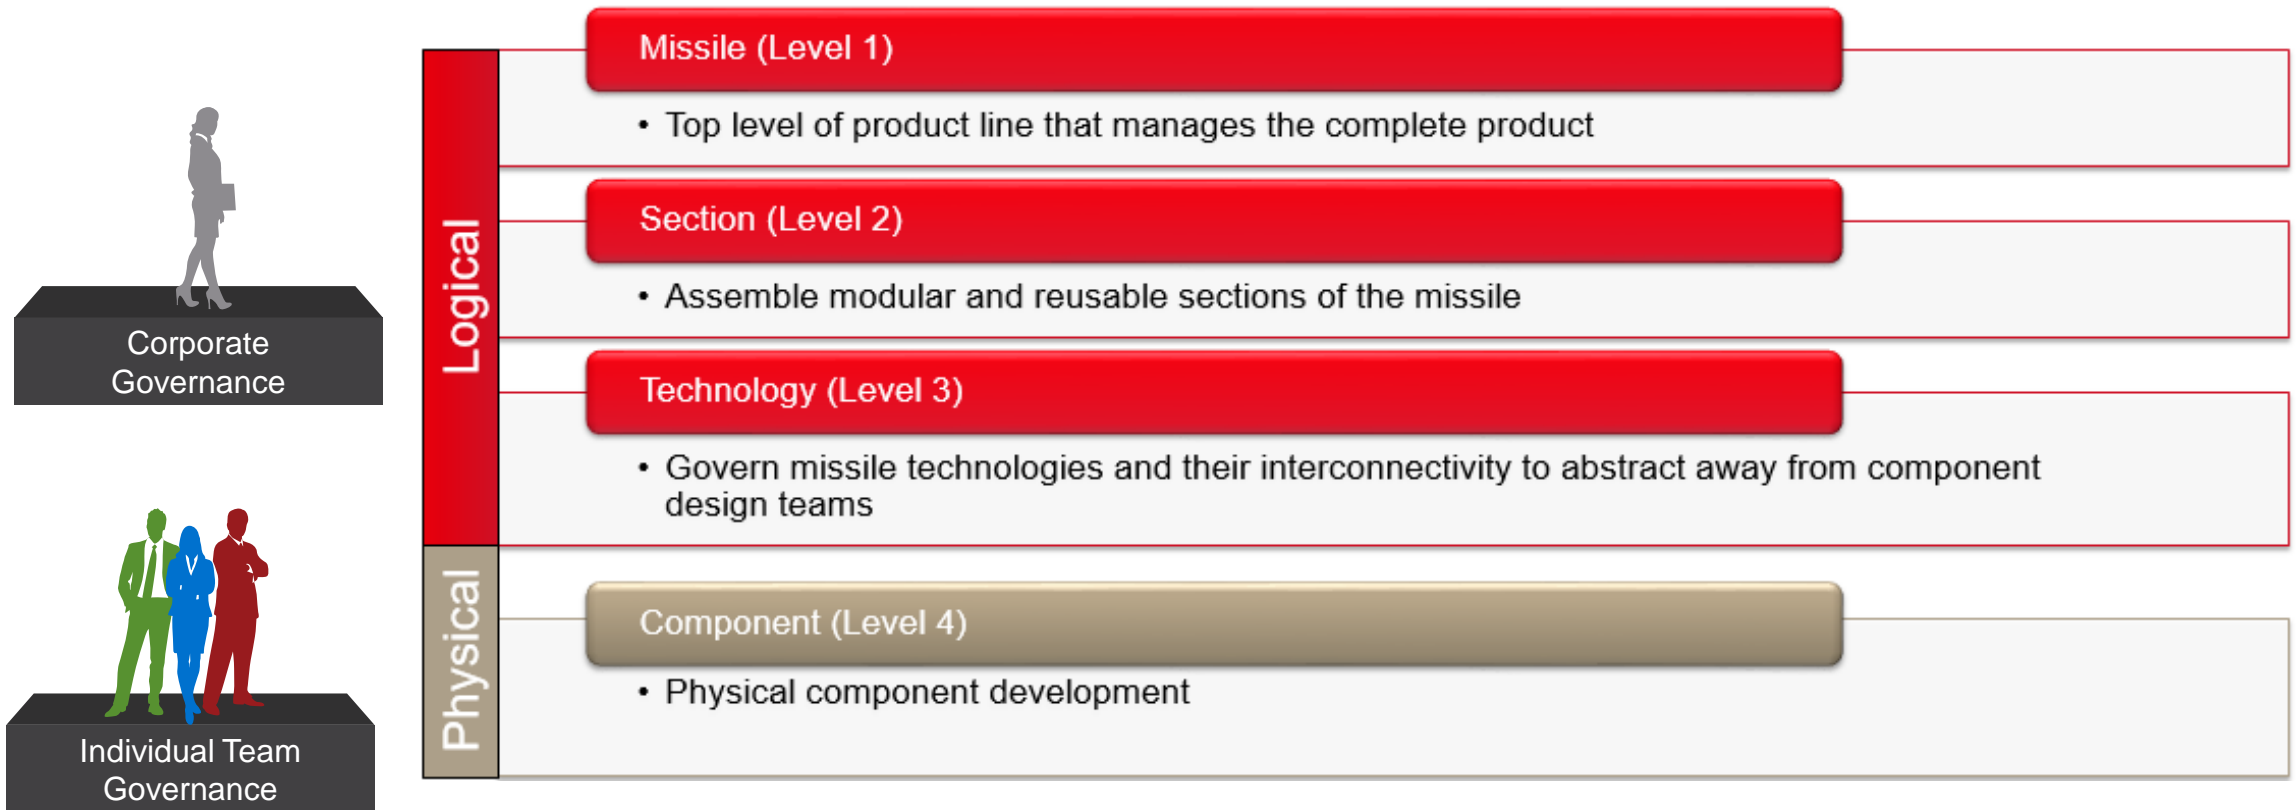 Corporate
Governance
Individual Team
Governance
Logical
Physical
Missile (Level 1)
• Top level of product line that manages the complete product
Section (Level 2)
• Assemble modular and reusable sections of the missile
Technology (Level 3)
• Govern missile technologies and their interconnectivity to abstract away from component
design teams
Component (Level 4)
• Physical component development